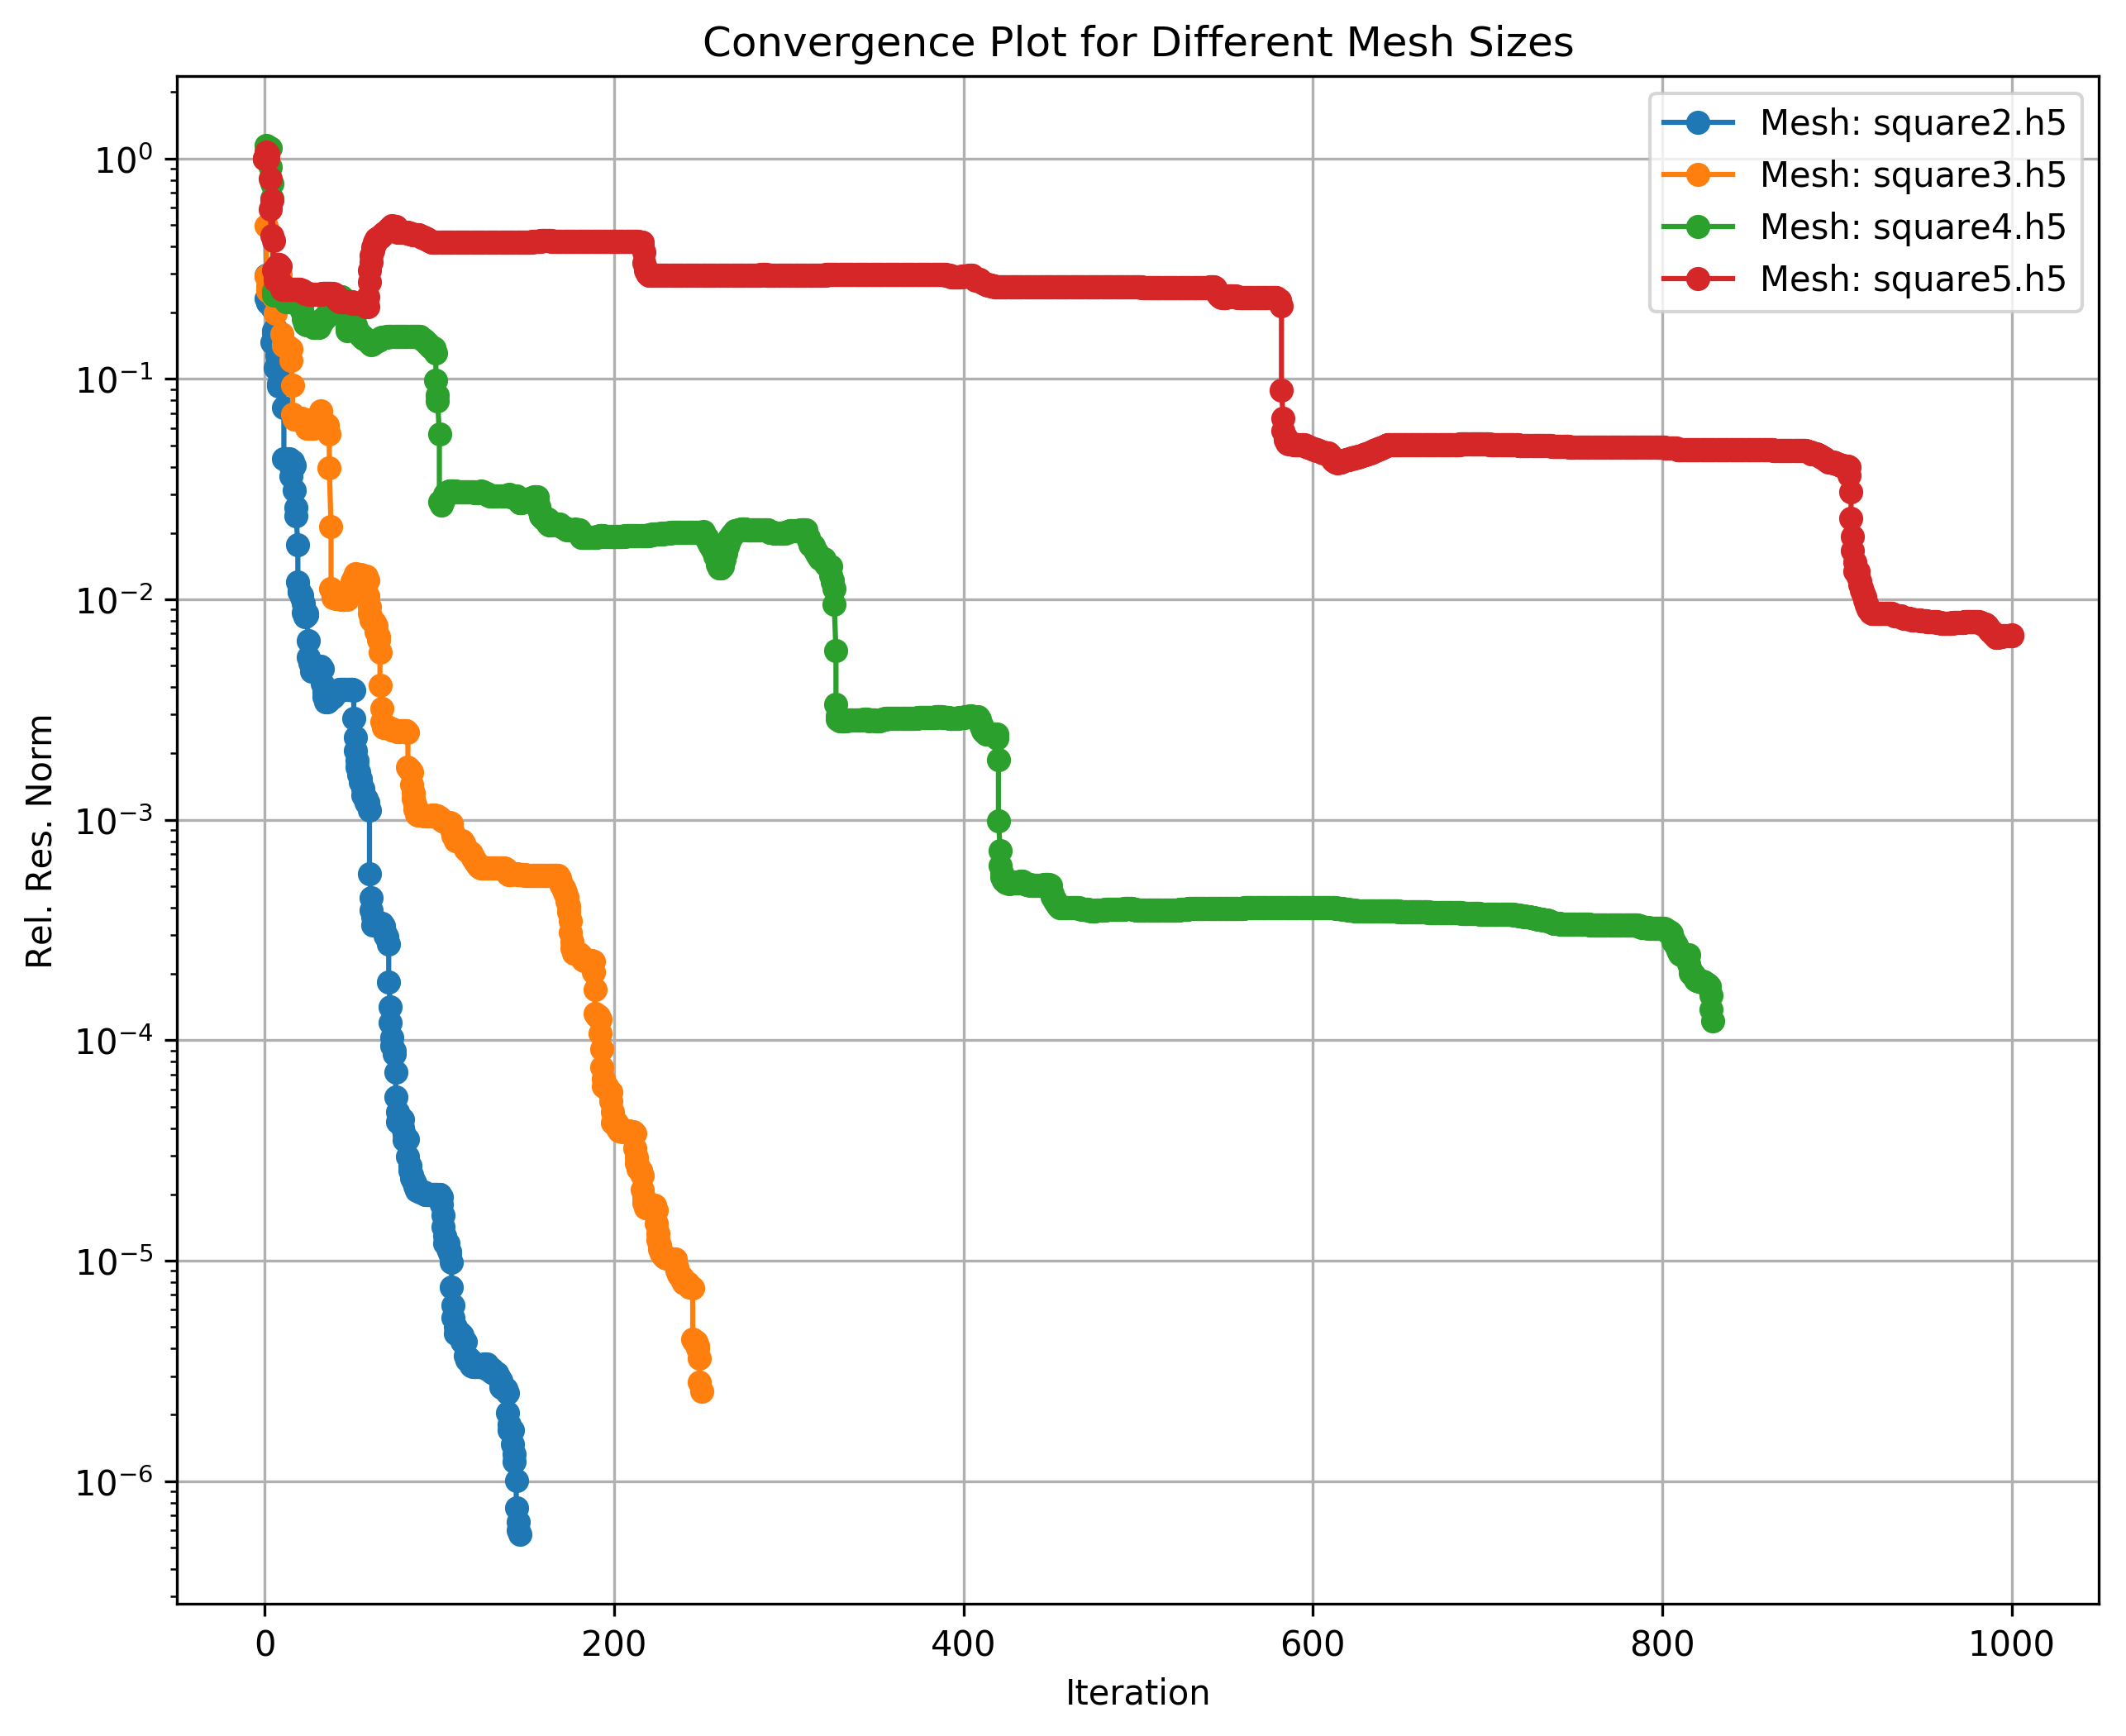 Convergence Plot for Different Mesh Sizes
Mesh: square2.h5
Mesh: square3.h5
Mesh: square4.h5
Mesh: square5.h5
Rel. Res. Norm
10⁰
10⁻¹
10⁻²
10⁻³
10⁻⁴
10⁻⁵
10⁻⁶
0 200 400 600 800 1000
Iteration